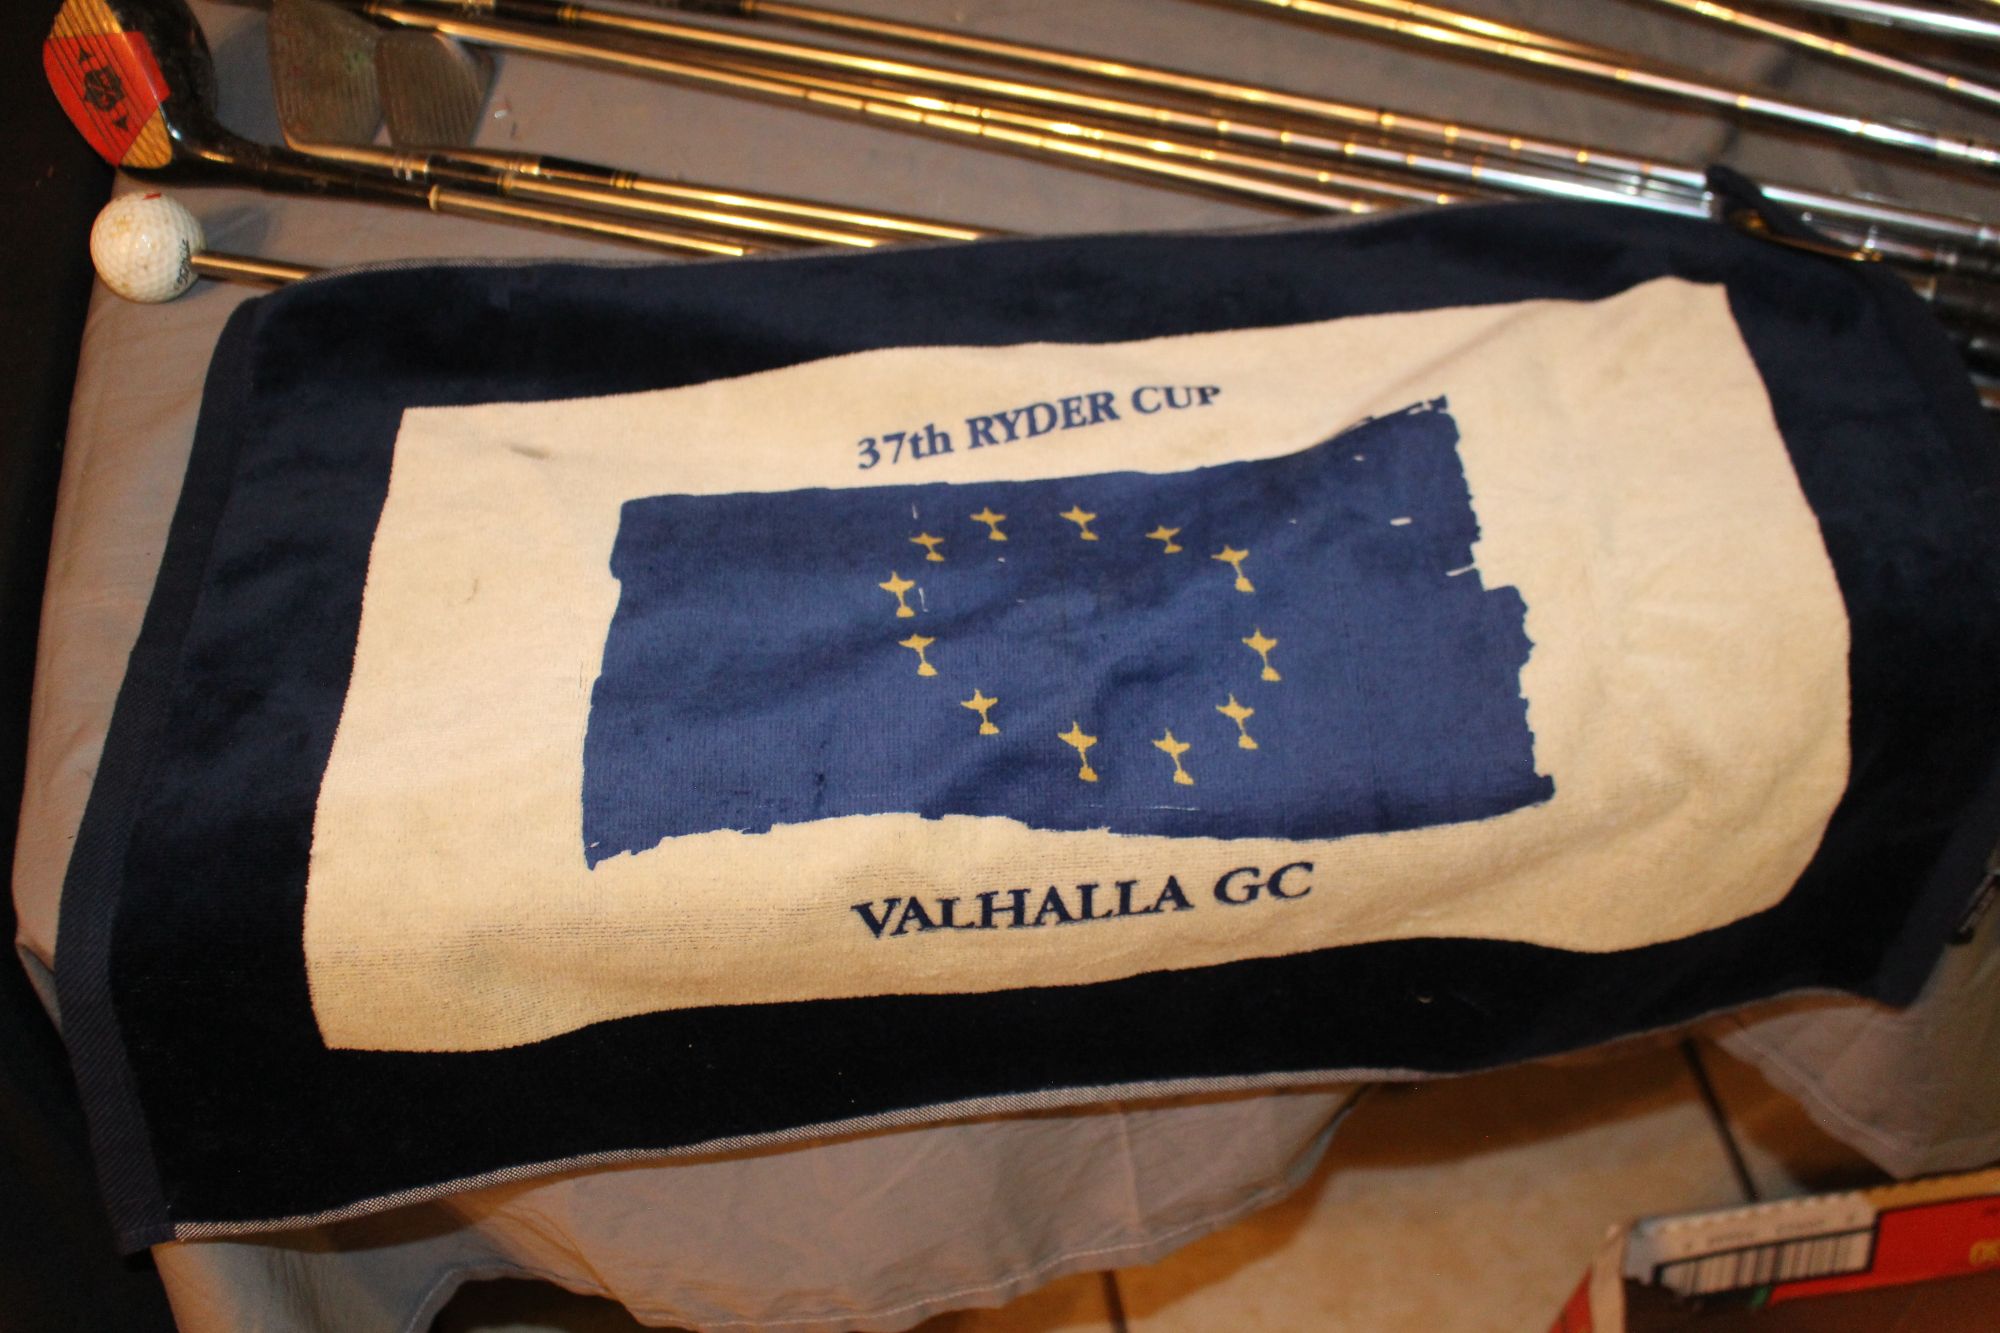 37th RYDER CUP
VALHALLA GC